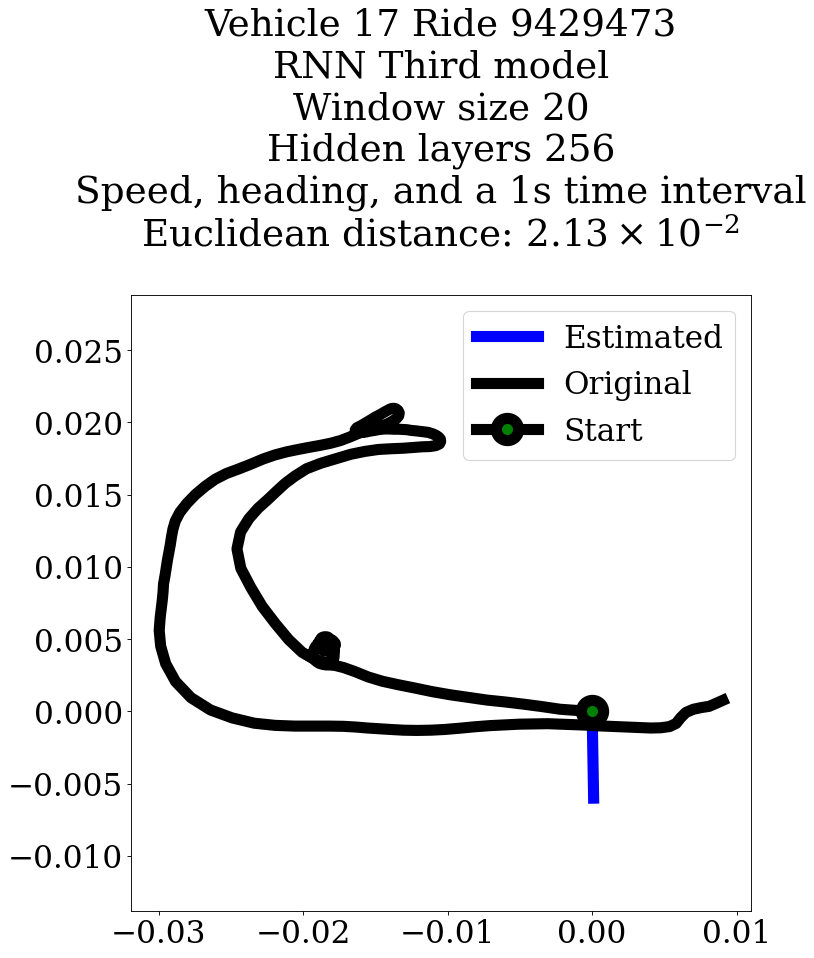 Vehicle 17 Ride 9429473
RNN Third model
Window size 20
Hidden layers 256
Speed, heading, and a 1s time interval
Euclidean distance: 2.13 × 10⁻²
Estimated
Original
Start
0.025
0.020
0.015
0.010
0.005
0.000
−0.005
−0.010
−0.03 −0.02 −0.01 0.00 0.01